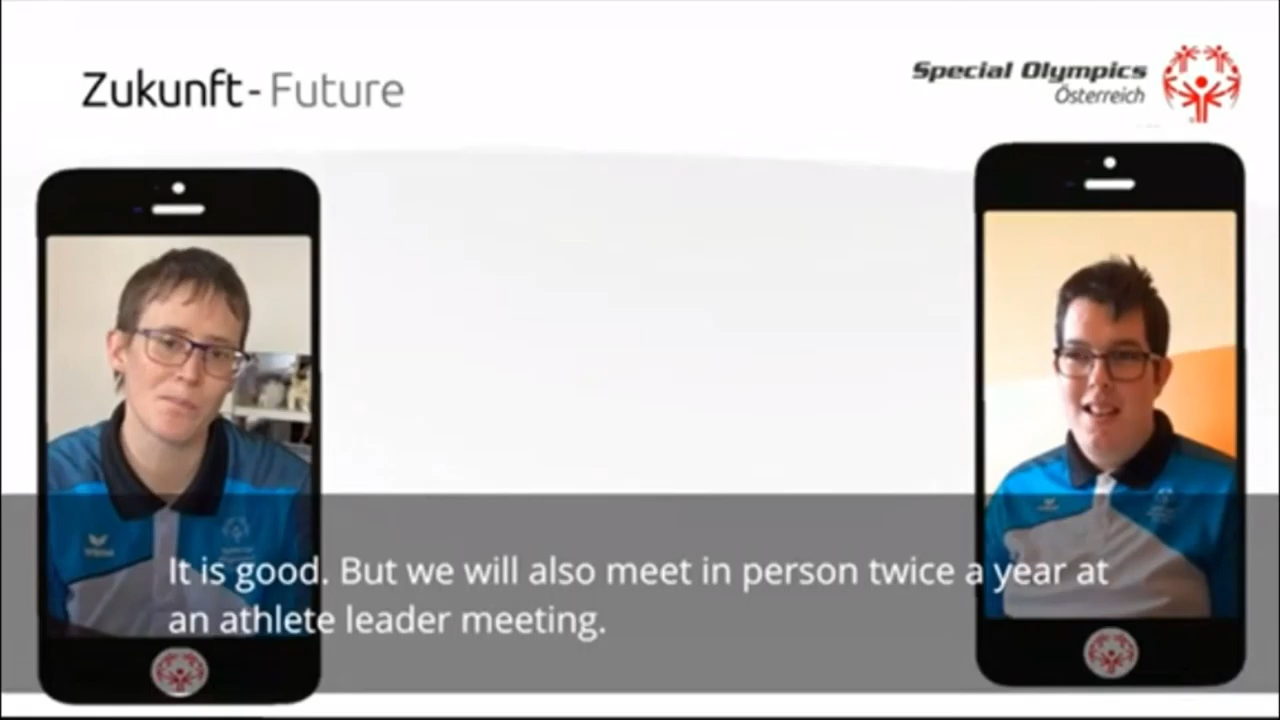 Zukunft - Future
Special Olympics
Österreich
It is good. But we will also meet in person twice a year at
an athlete leader meeting.